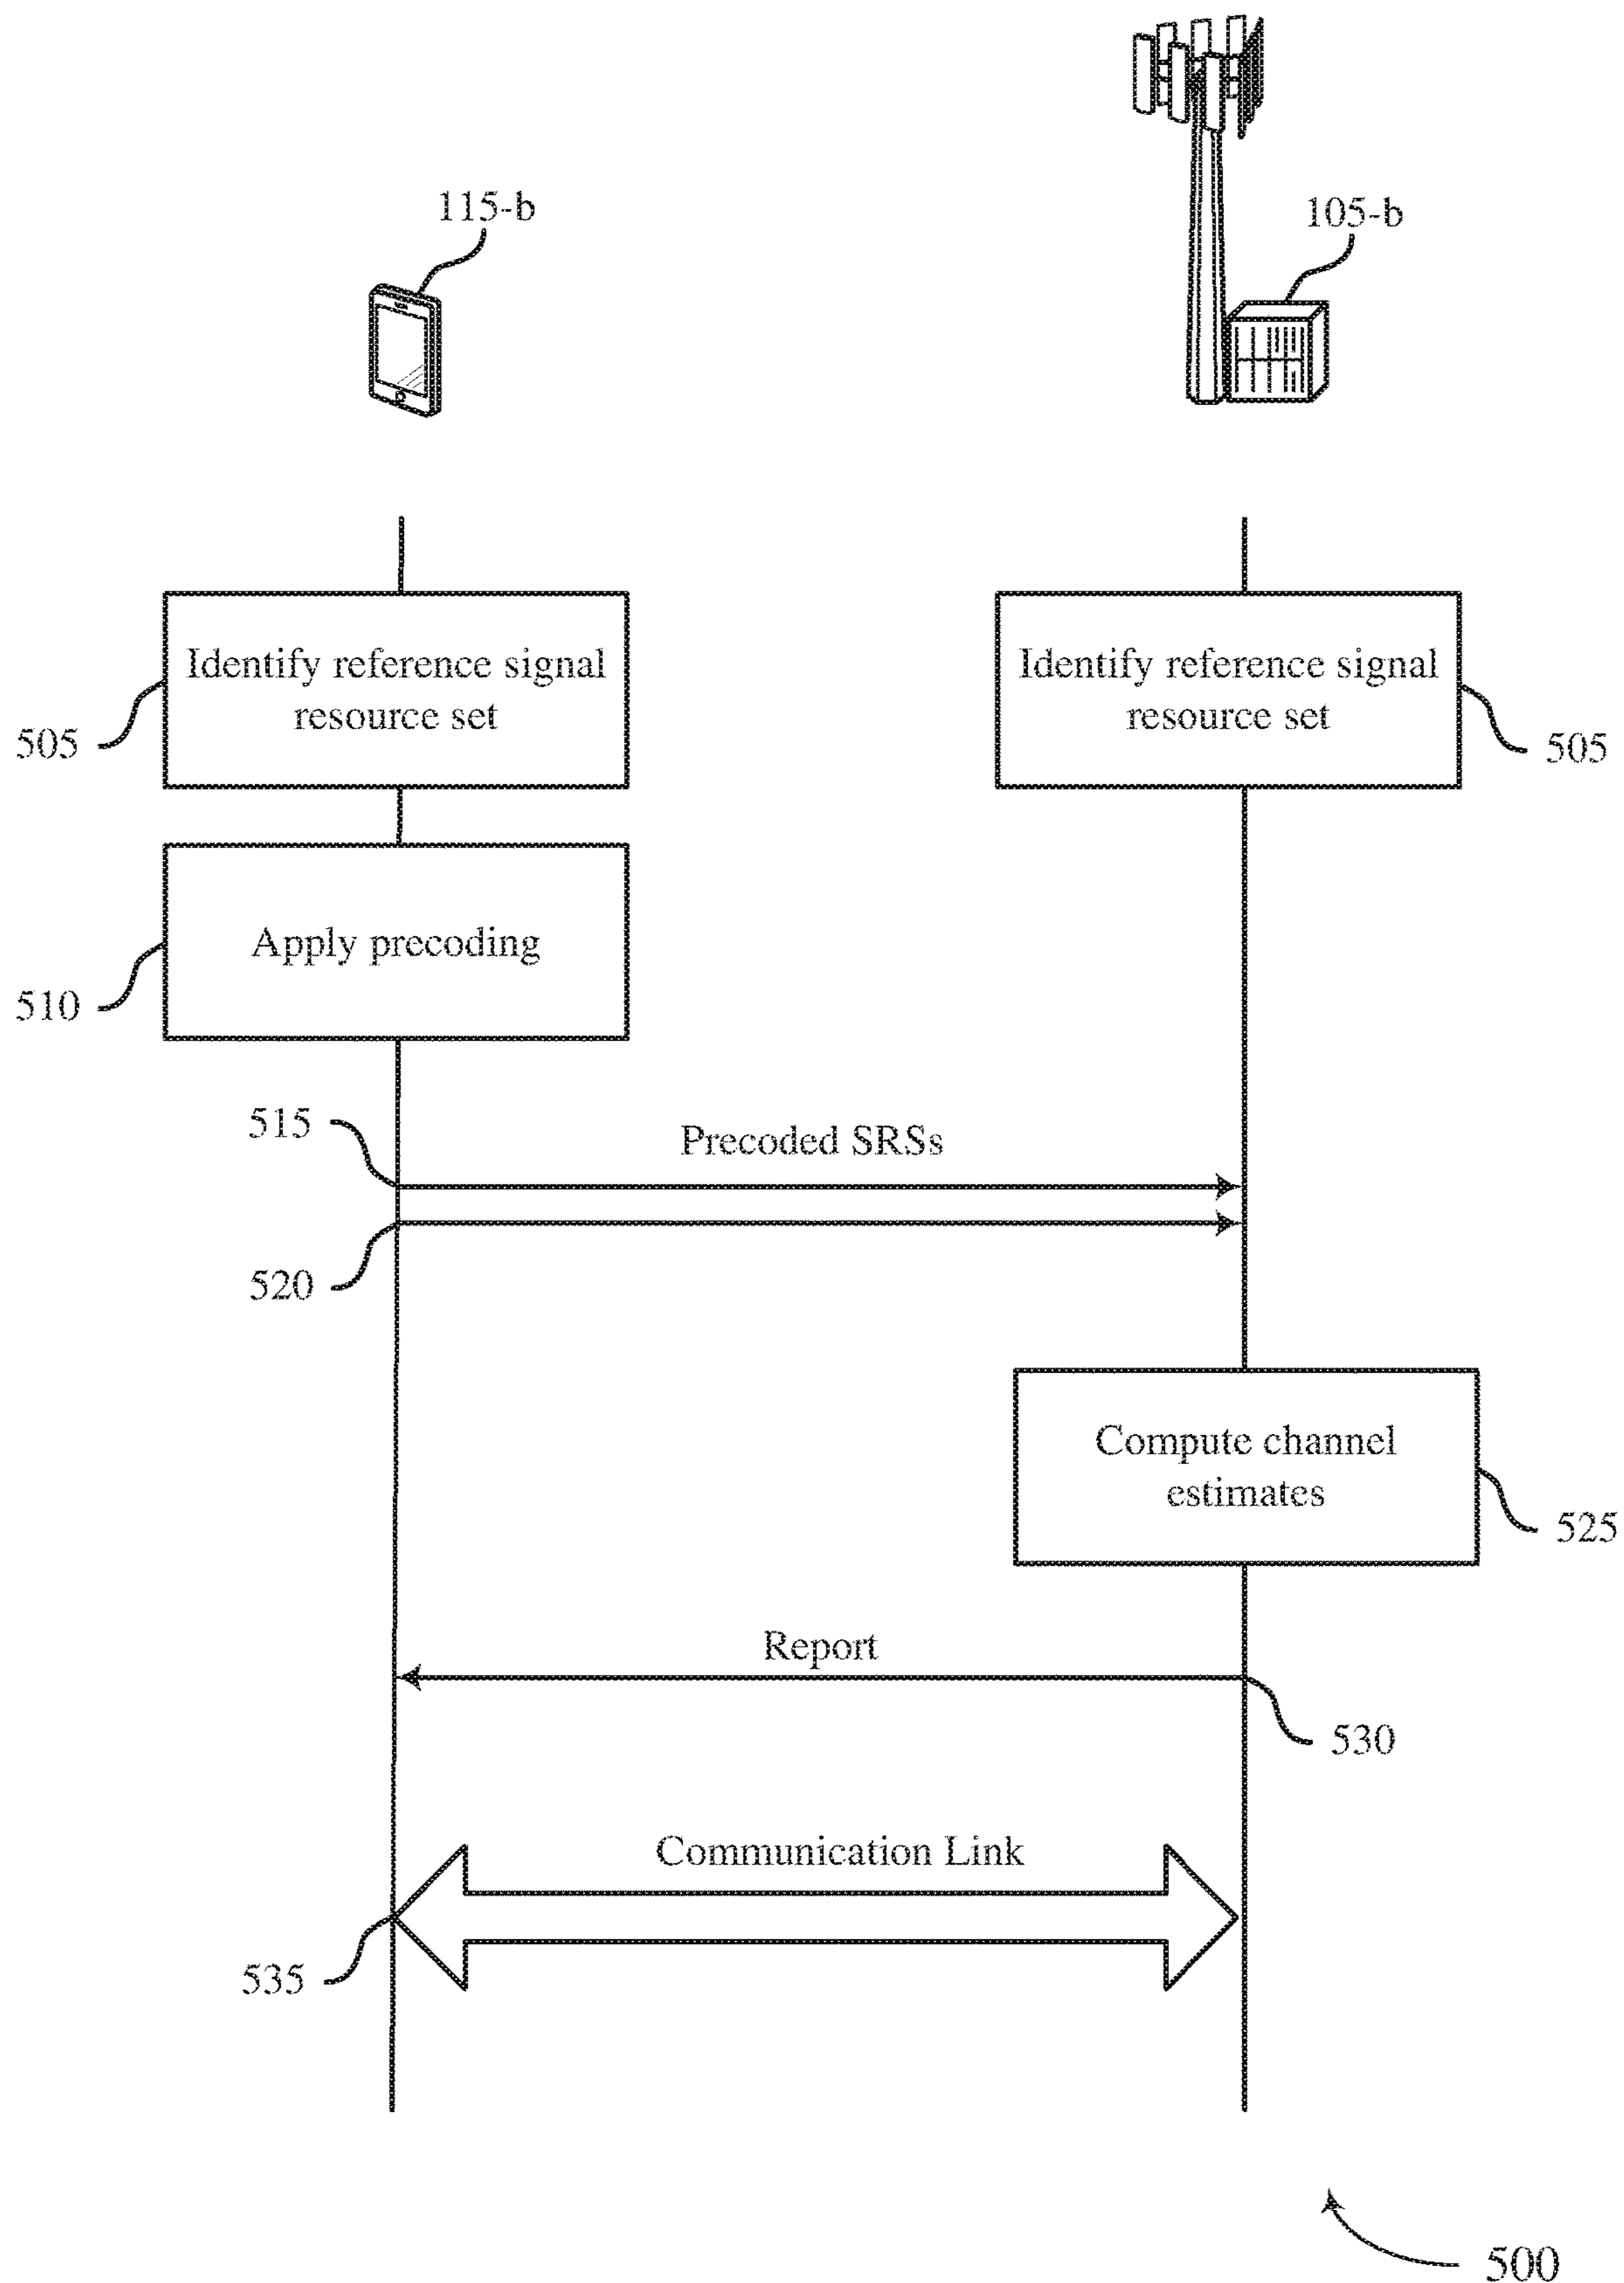 115-b
105-b
Identify reference signal
resource set
505
Identify reference signal
resource set
505
Apply precoding
510
515
Precoded SRSs
520
Compute channel
estimates
525
Report
530
Communication Link
535
500